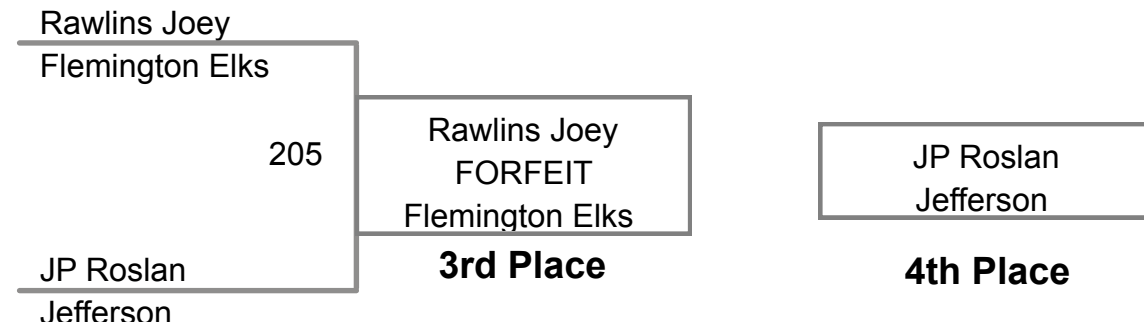 Rawlins Joey
Flemington Elks
205
JP Roslan
Jefferson
Rawlins Joey
FORFEIT
Flemington Elks
3rd Place
JP Roslan
Jefferson
4th Place